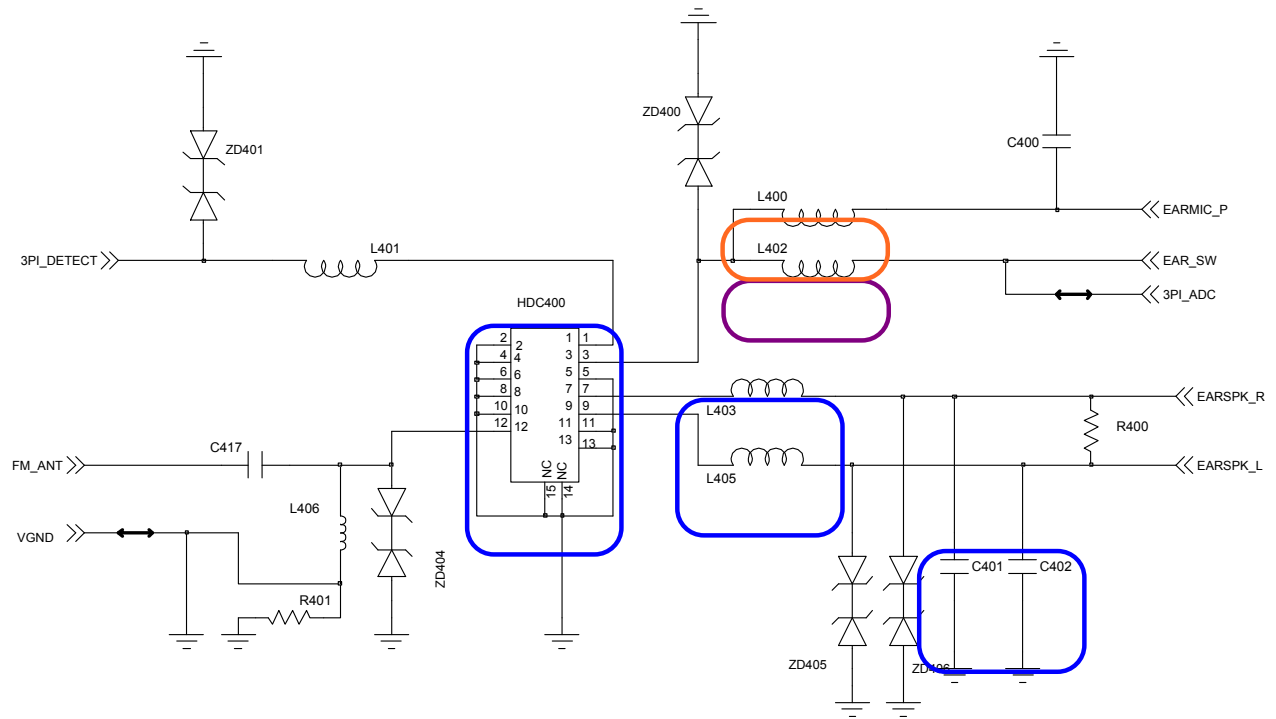 ZD400
C400
ZD401
L400
EARMIC_P
3PI_DETECT
L401
L402
EAR_SW
3PI_ADC
HDC400
2 2 1 1
4 4 3 3
6 6 5 5
8 8 7 7
10 10 9 9
12 12 11 11
13 13
NC NC
15 14
L403
EARSPK_R
R400
C417
FM_ANT
L405
EARSPK_L
L406
VGND
ZD404
R401
C401
C402
ZD405
ZD406